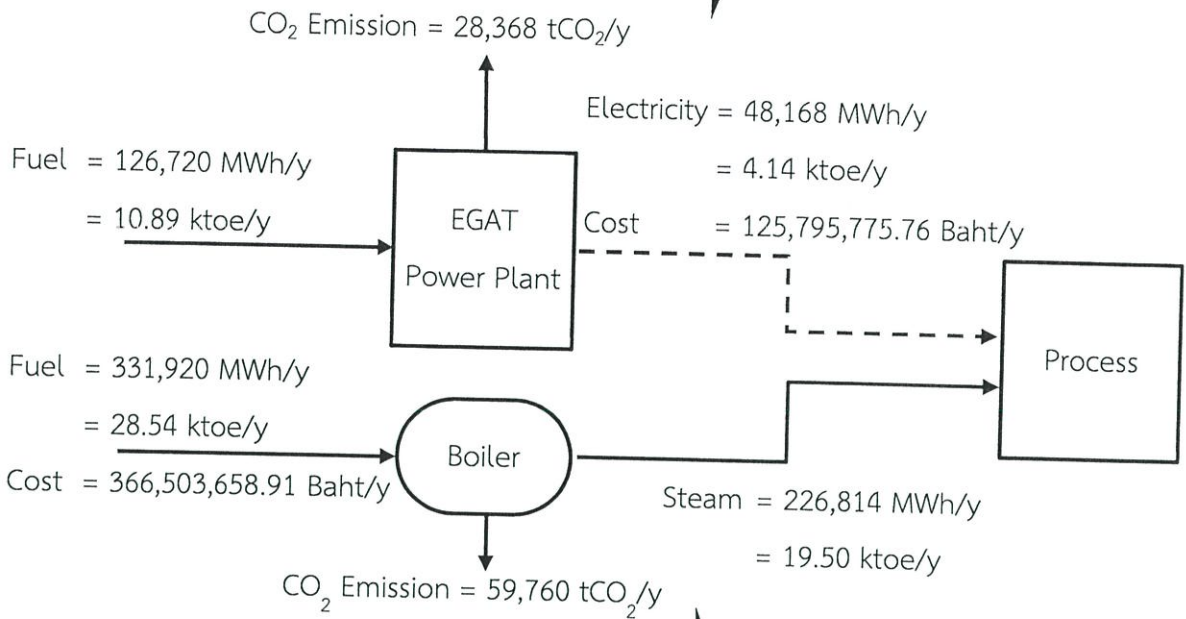 CO₂ Emission = 28,368 tCO₂/y
Electricity = 48,168 MWh/y
= 4.14 ktoe/y
Cost = 125,795,775.76 Baht/y
Fuel = 126,720 MWh/y
= 10.89 ktoe/y
EGAT
Power Plant
Process
Fuel = 331,920 MWh/y
= 28.54 ktoe/y
Cost = 366,503,658.91 Baht/y
Boiler
Steam = 226,814 MWh/y
= 19.50 ktoe/y
CO₂ Emission = 59,760 tCO₂/y